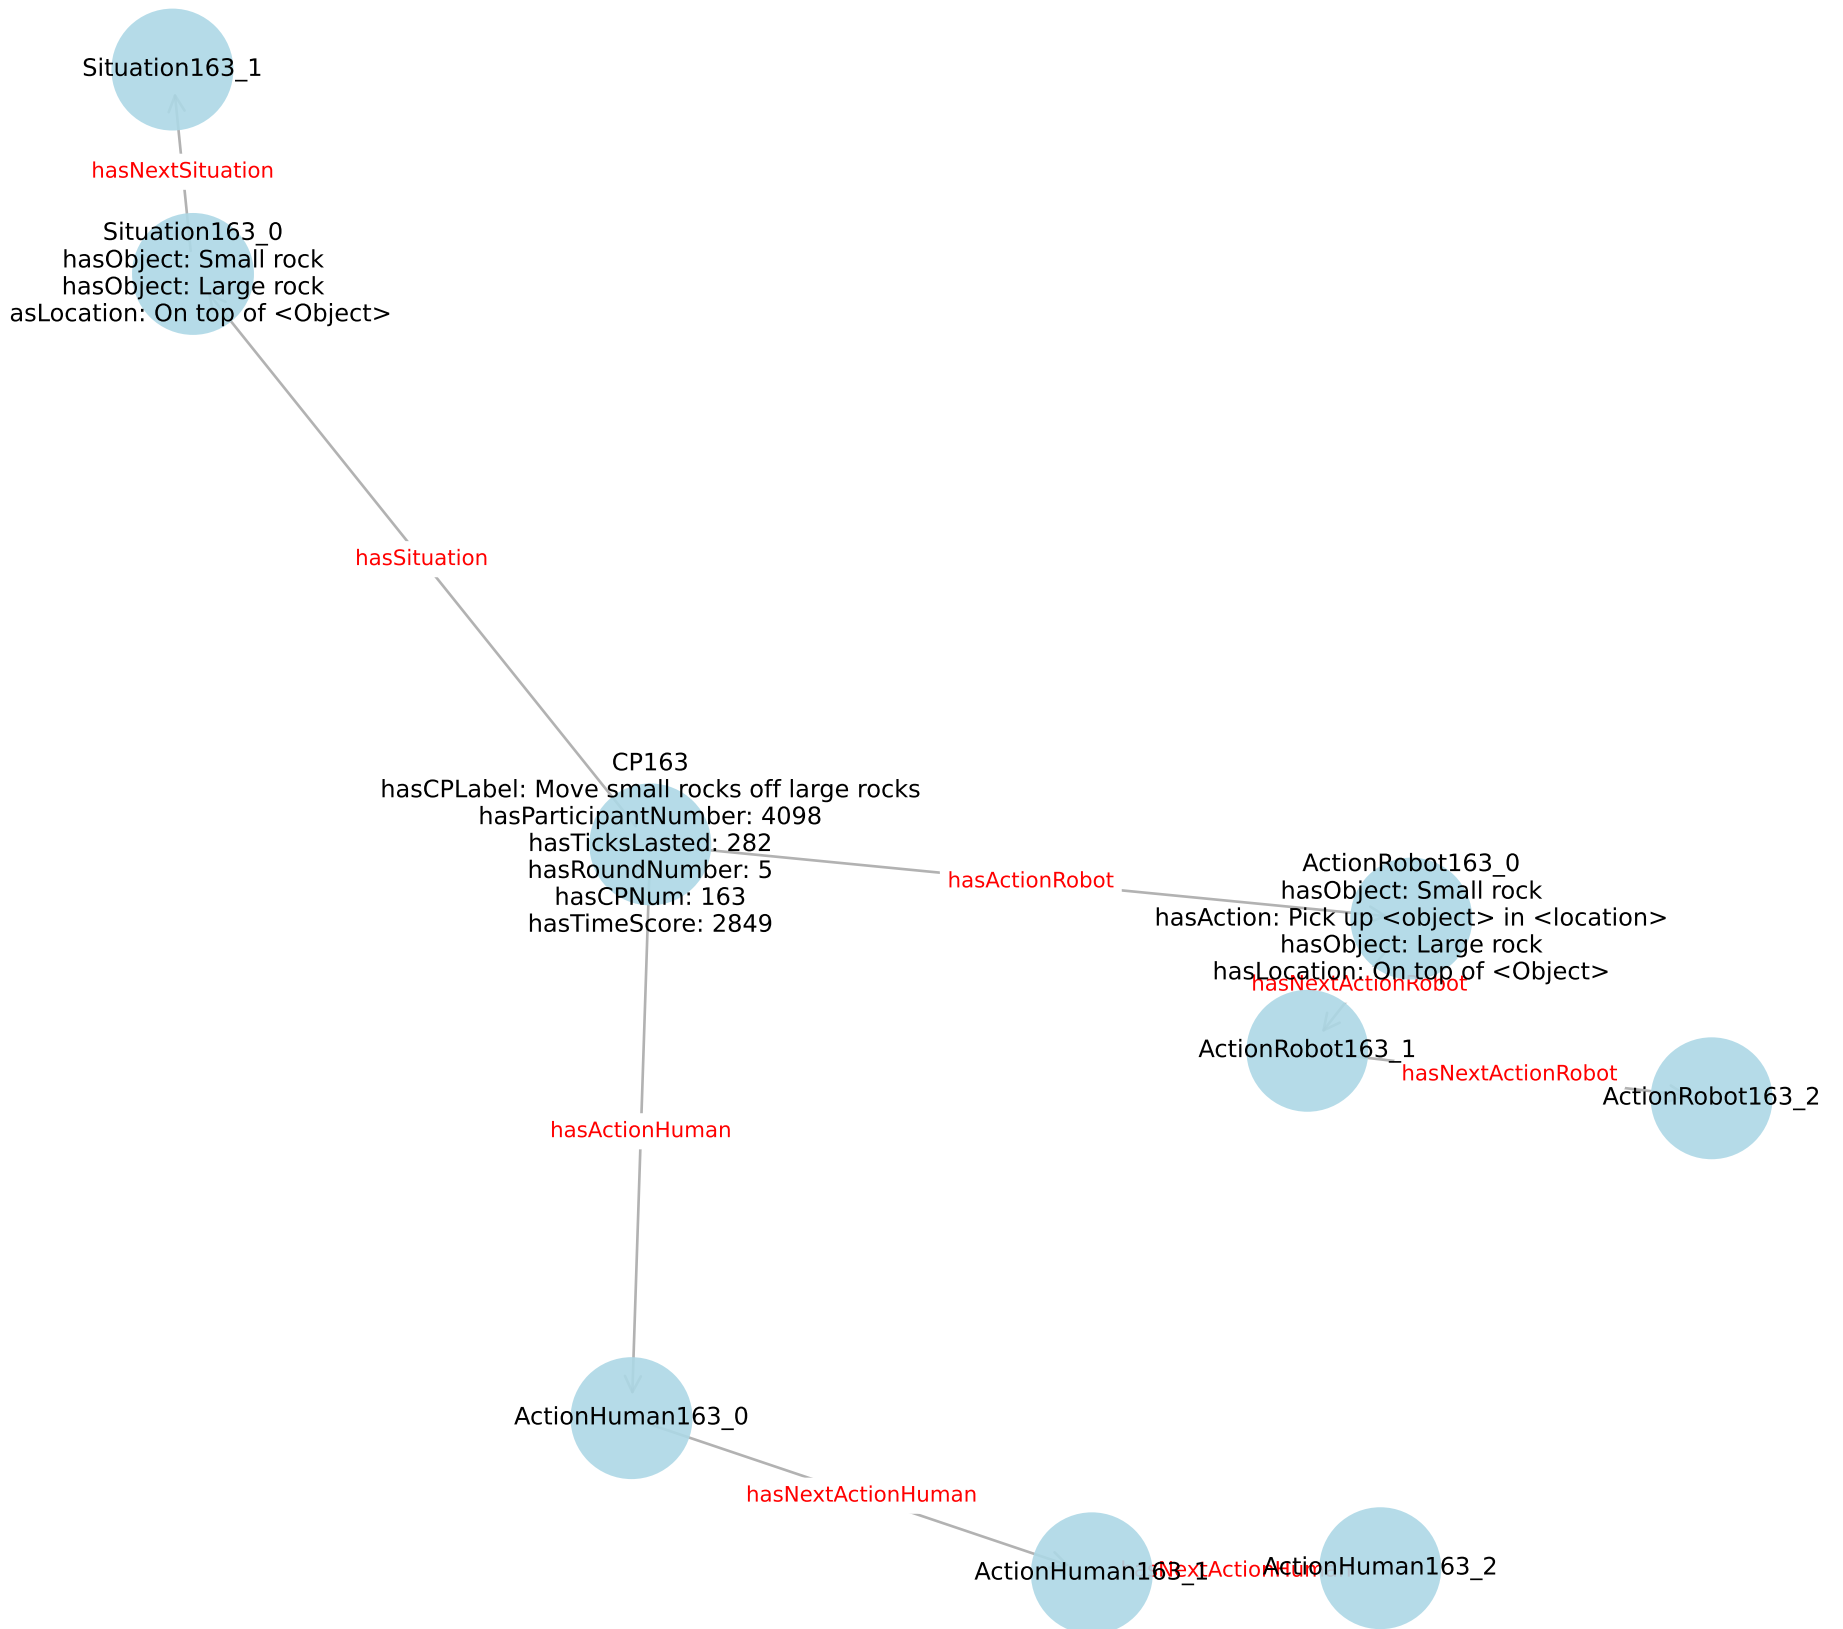 Situation163_1
hasNextSituation
Situation163_0
hasObject: Small rock
hasObject: Large rock
asLocation: On top of <Object>
hasSituation
CP163
hasCPLabel: Move small rocks off large rocks
hasParticipantNumber: 4098
hasTicksLasted: 282
hasRoundNumber: 5
hasCPNum: 163
hasTimeScore: 2849
hasActionRobot
ActionRobot163_0
hasObject: Small rock
hasAction: Pick up <object> in <location>
hasObject: Large rock
hasLocation: On top of <Object>
hasNextActionRobot
ActionRobot163_1
hasNextActionRobot
ActionRobot163_2
hasActionHuman
ActionHuman163_0
hasNextActionHuman
ActionHuman163_1
hasNextActionHuman
ActionHuman163_2